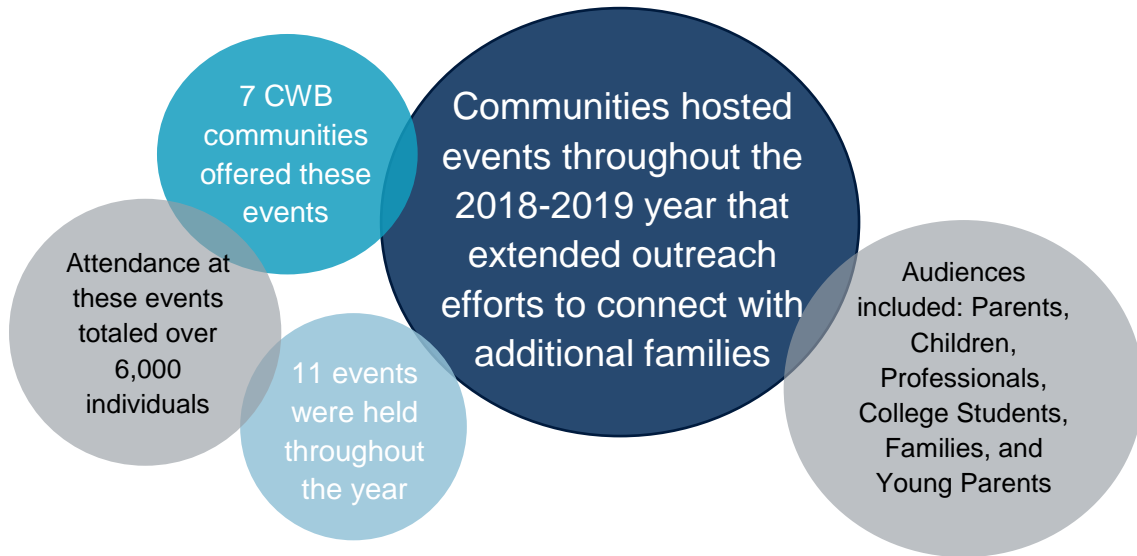 7 CWB
communities
offered these
events
Communities hosted
events throughout the
2018-2019 year that
extended outreach
efforts to connect with
additional families
Attendance at
these events
totaled over
6,000
individuals
11 events
were held
throughout
the year
Audiences
included: Parents,
Children,
Professionals,
College Students,
Families, and
Young Parents